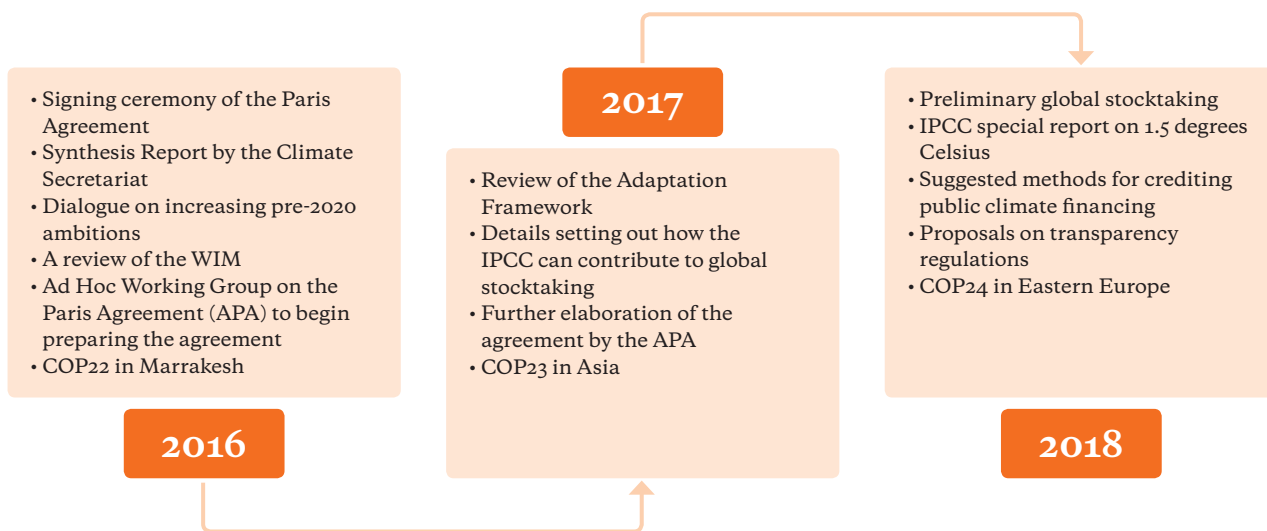 • Signing ceremony of the Paris
Agreement
• Synthesis Report by the Climate
Secretariat
• Dialogue on increasing pre-2020
ambitions
• A review of the WIM
• Ad Hoc Working Group on the
Paris Agreement (APA) to begin
preparing the agreement
• COP22 in Marrakesh
2016
2017
• Review of the Adaptation
Framework
• Details setting out how the
IPCC can contribute to global
stocktaking
• Further elaboration of the
agreement by the APA
• COP23 in Asia
• Preliminary global stocktaking
• IPCC special report on 1.5 degrees
Celsius
• Suggested methods for crediting
public climate financing
• Proposals on transparency
regulations
• COP24 in Eastern Europe
2018